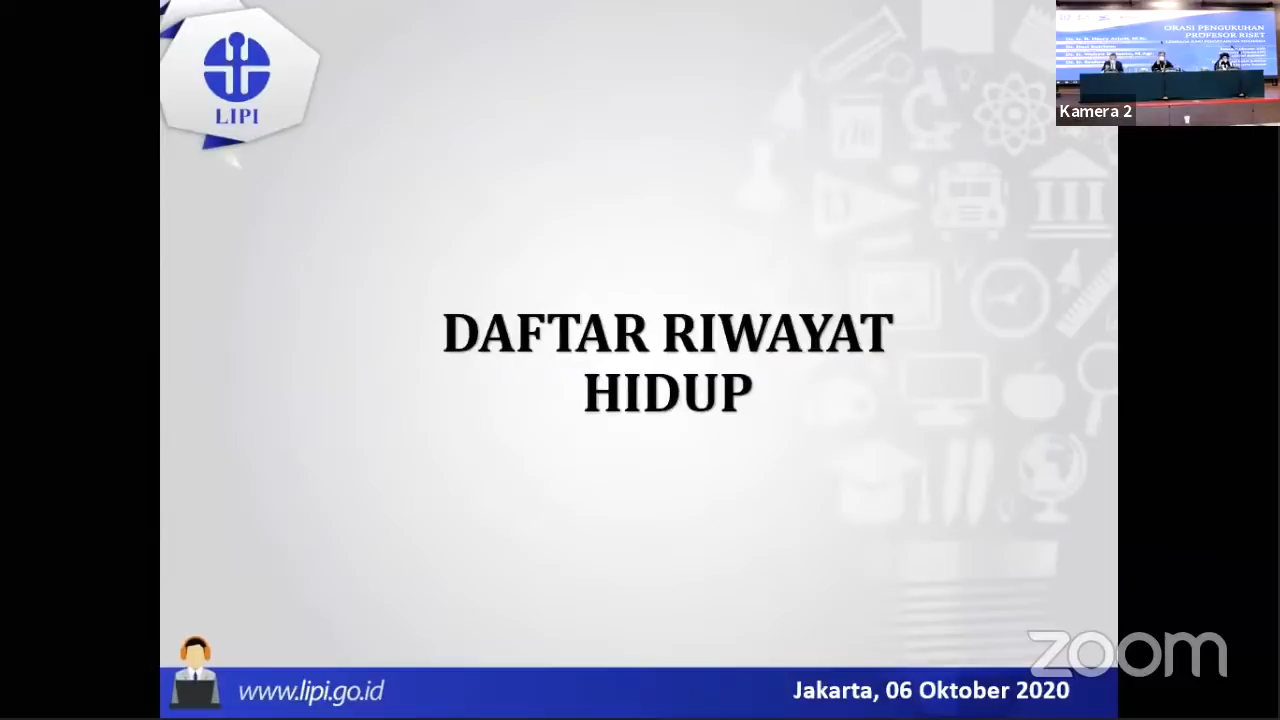 LIPI
ORASI PENGUKUHAN
PROFESOR RISET
Kamera 2
DAFTAR RIWAYAT
HIDUP
zoom
www.lipi.go.id
Jakarta, 06 Oktober 2020